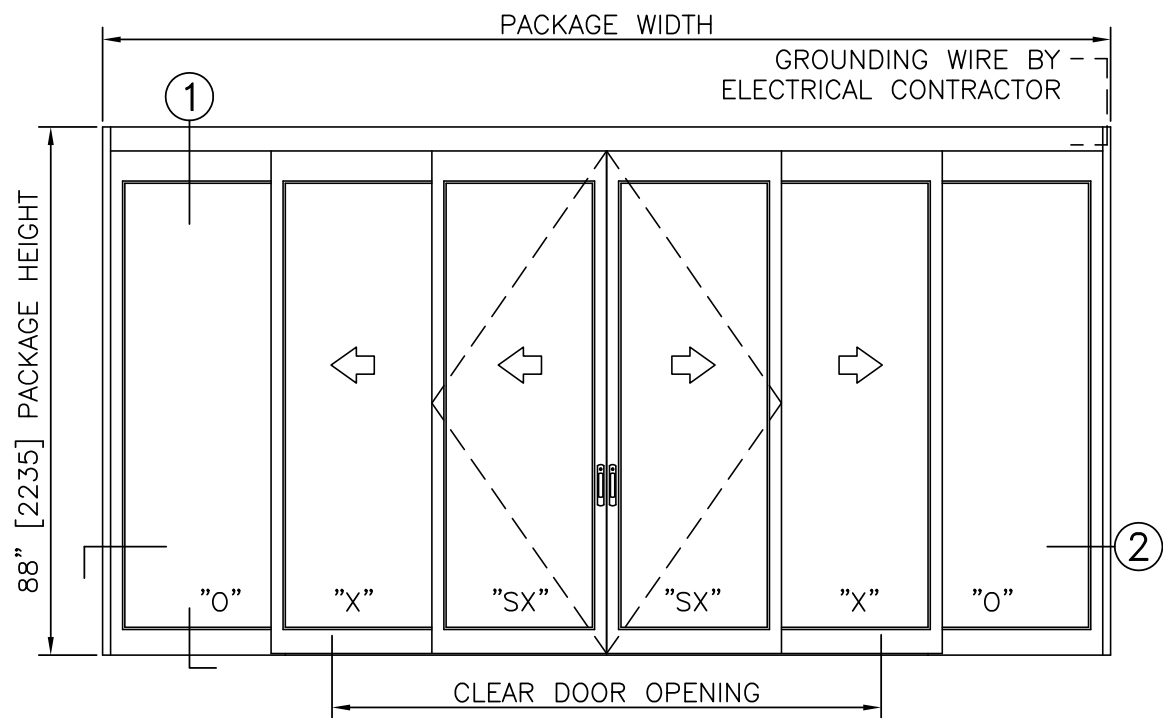 PACKAGE WIDTH
GROUNDING WIRE BY
ELECTRICAL CONTRACTOR
1
88" [2235] PACKAGE HEIGHT
2
"O" "X" "SX" "SX" "X" "O"
CLEAR DOOR OPENING